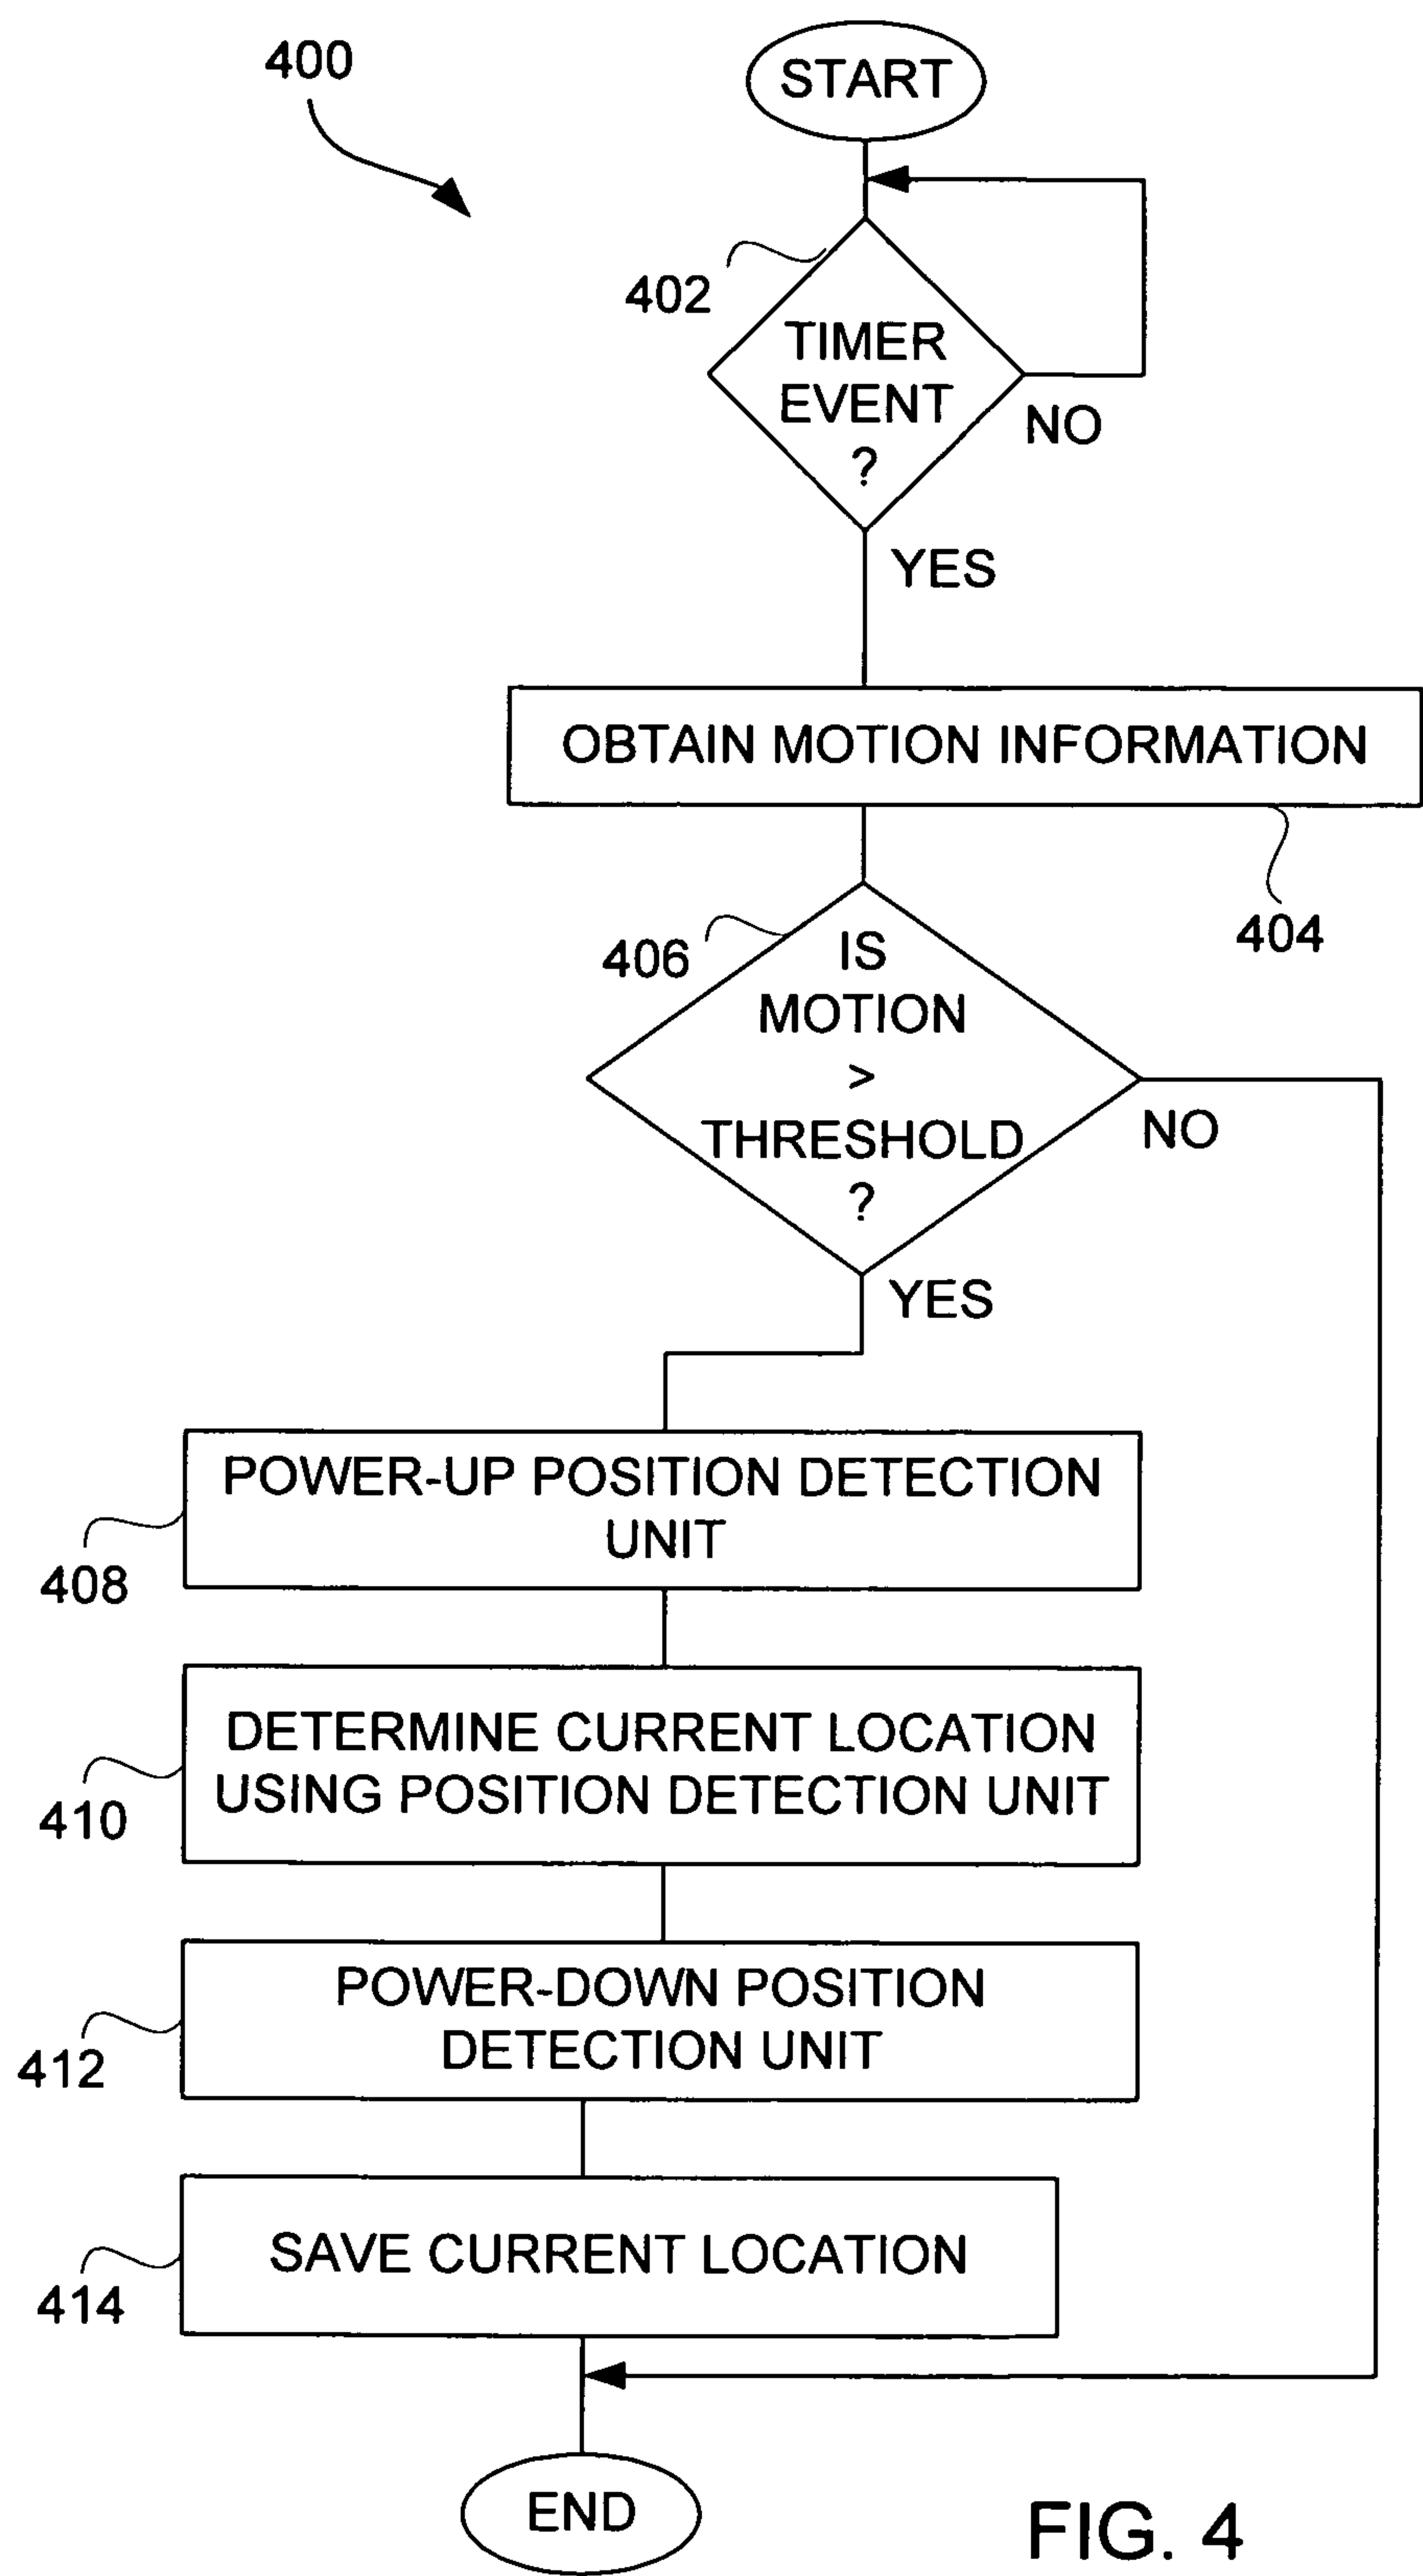 400
START
402
TIMER
EVENT
?
NO
YES
OBTAIN MOTION INFORMATION
404
406
IS
MOTION
>
THRESHOLD
?
NO
YES
POWER-UP POSITION DETECTION
UNIT
408
DETERMINE CURRENT LOCATION
USING POSITION DETECTION UNIT
410
POWER-DOWN POSITION
DETECTION UNIT
412
SAVE CURRENT LOCATION
414
END
FIG. 4